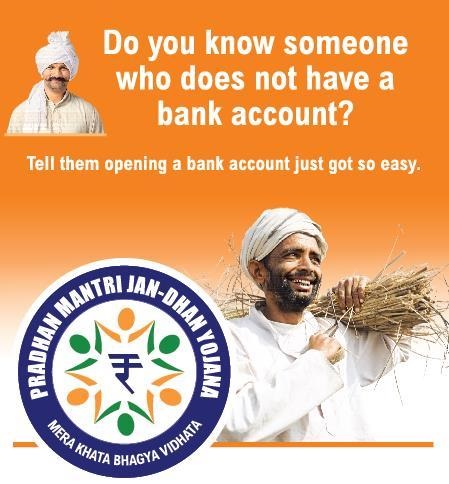 Do you know someone
who does not have a
bank account?
Tell them opening a bank account just got so easy.
PRADHAN MANTRI JAN-DHAN YOJANA
₹
MERA KHATA BHAGYA VIDHATA